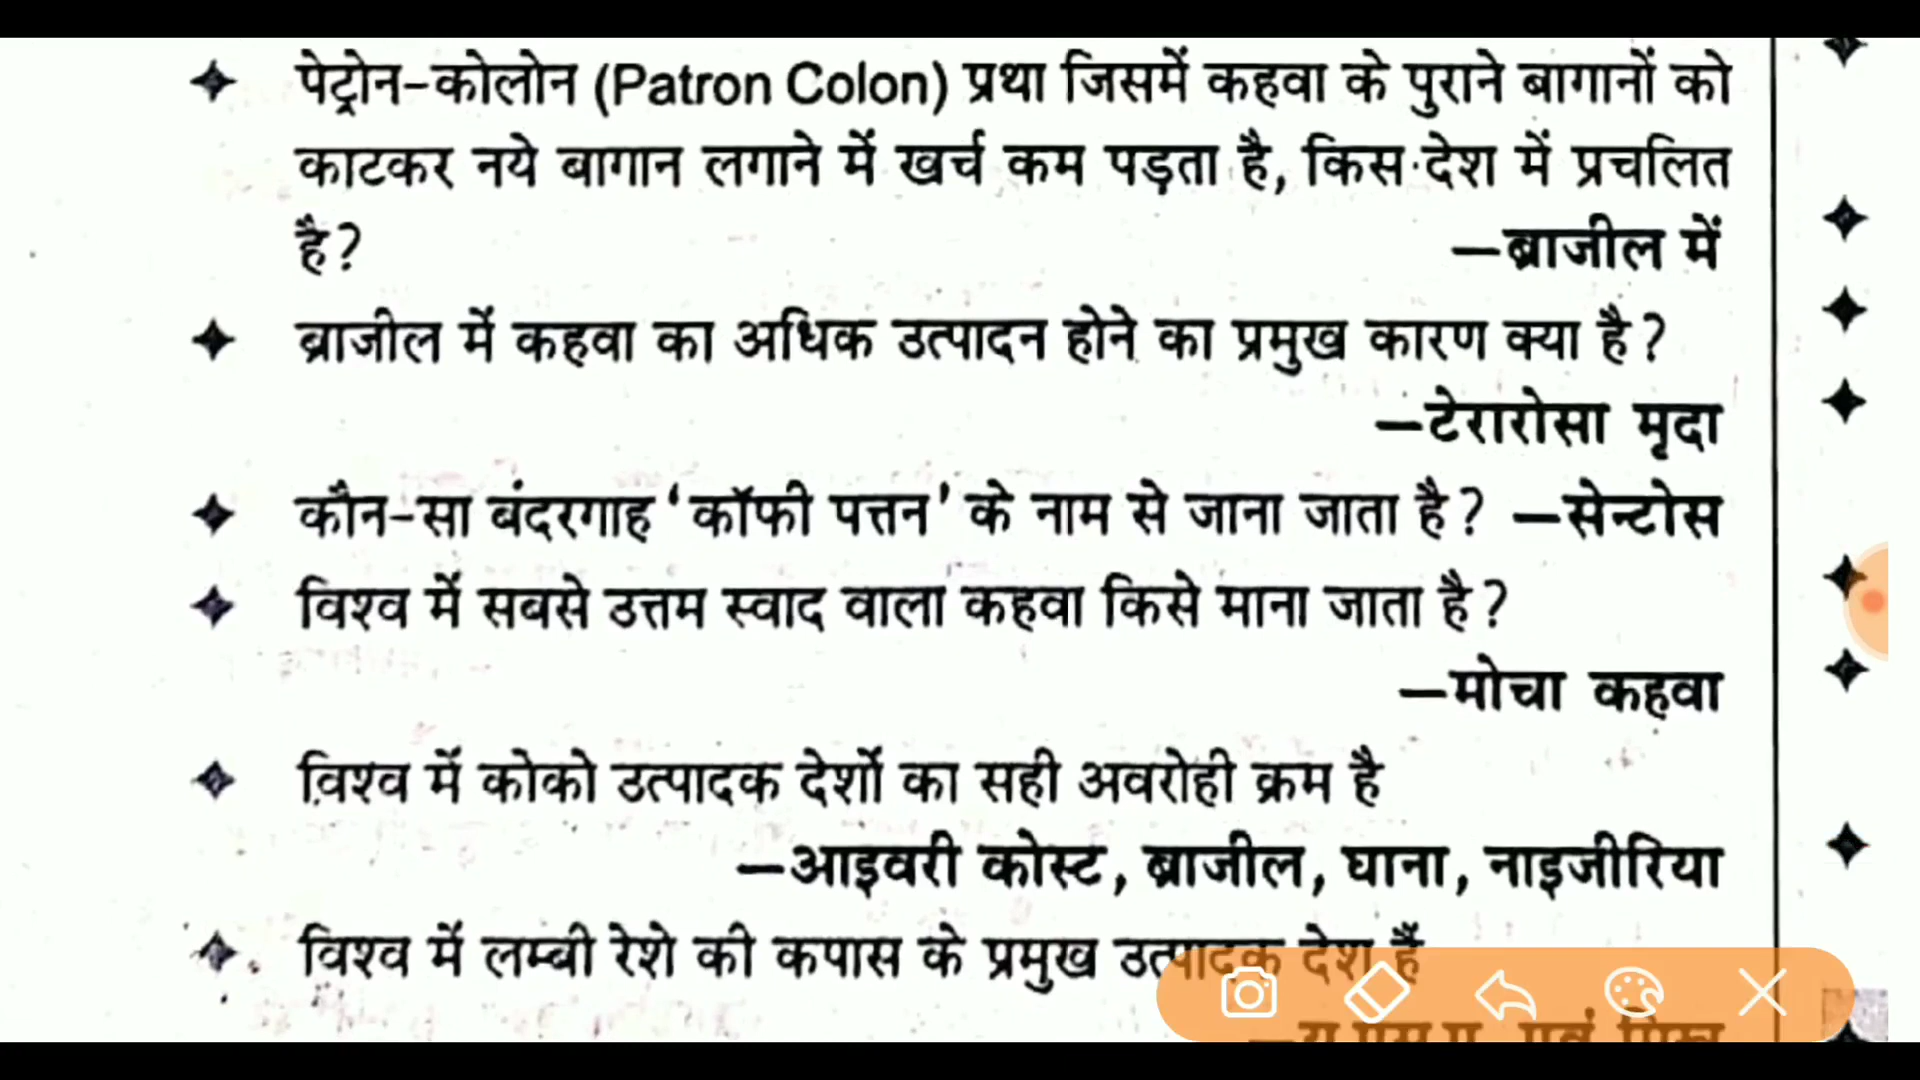 पेट्रोन-कोलोन (Patron Colon) प्रथा जिसमें कहवा के पुराने बागानों को
काटकर नये बागान लगाने में खर्च कम पड़ता है, किस देश में प्रचलित
है? —ब्राजील में
ब्राजील में कहवा का अधिक उत्पादन होने का प्रमुख कारण क्या है?
—टेरारोसा मृदा
कौन-सा बंदरगाह 'कॉफी पत्तन' के नाम से जाना जाता है? —सेन्टोस
विश्व में सबसे उत्तम स्वाद वाला कहवा किसे माना जाता है?
—मोचा कहवा
विश्व में कोको उत्पादक देशों का सही अवरोही क्रम है
—आइवरी कोस्ट, ब्राजील, घाना, नाइजीरिया
विश्व में लम्बी रेशे की कपास के प्रमुख उत्पादक देश हैं